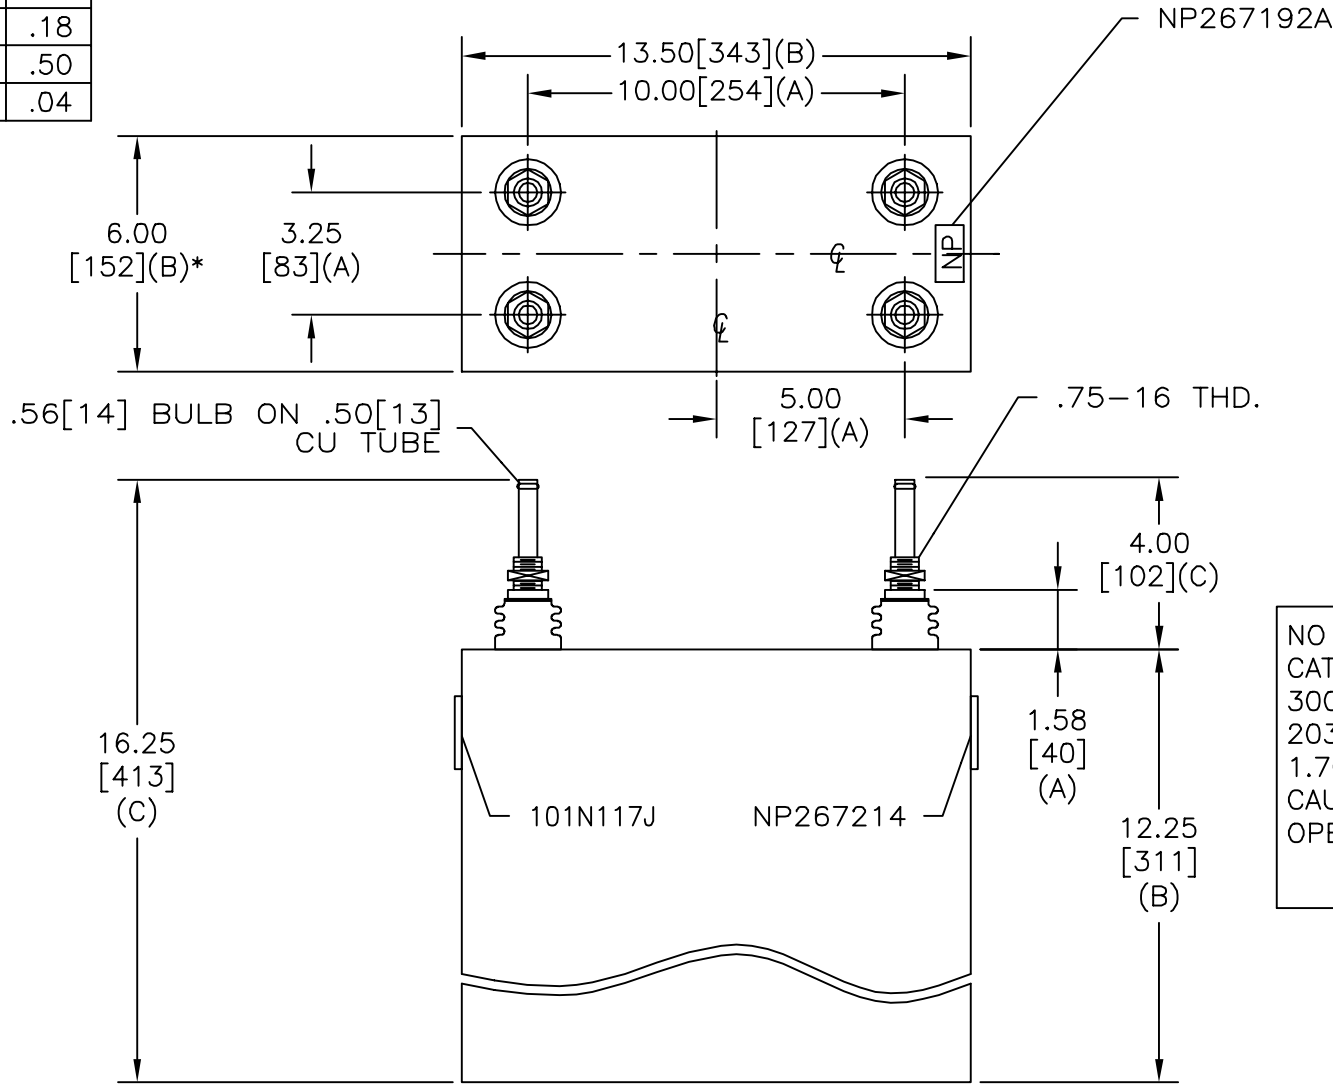 .18
.50
.04
NP267192A
13.50[343](B)
10.00[254](A)
6.00
[152](B)*
3.25
[83](A)
℄
NP
℄
.56[14] BULB ON .50[13]
CU TUBE
5.00
[127](A)
.75-16 THD.
4.00
[102](C)
16.25
[413]
(C)
1.58
[40]
(A)
101N117J
NP267214
12.25
[311]
(B)
NO
CAT
300
203
1.7
CAU
OPE